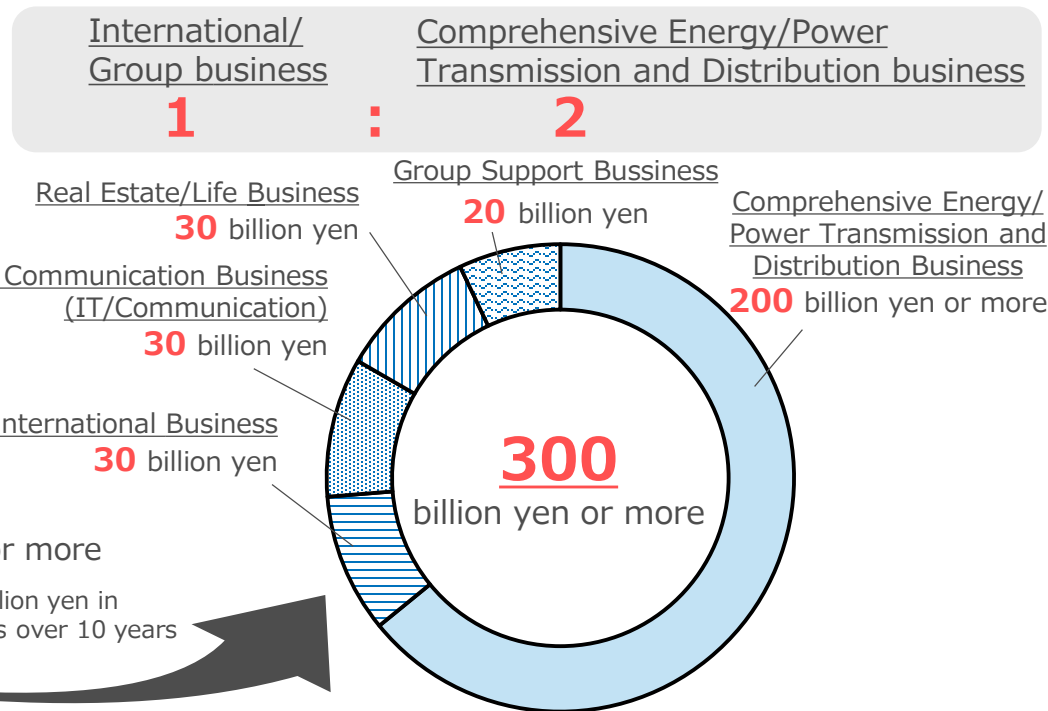 International/
Group business
Comprehensive Energy/Power
Transmission and Distribution business
1 : 2
Group Support Bussiness
20 billion yen
Real Estate/Life Business
30 billion yen
Comprehensive Energy/
Power Transmission and
Distribution Business
200 billion yen or more
Communication Business
(IT/Communication)
30 billion yen
International Business
30 billion yen
300
billion yen or more
or more
yen in
over 10 years